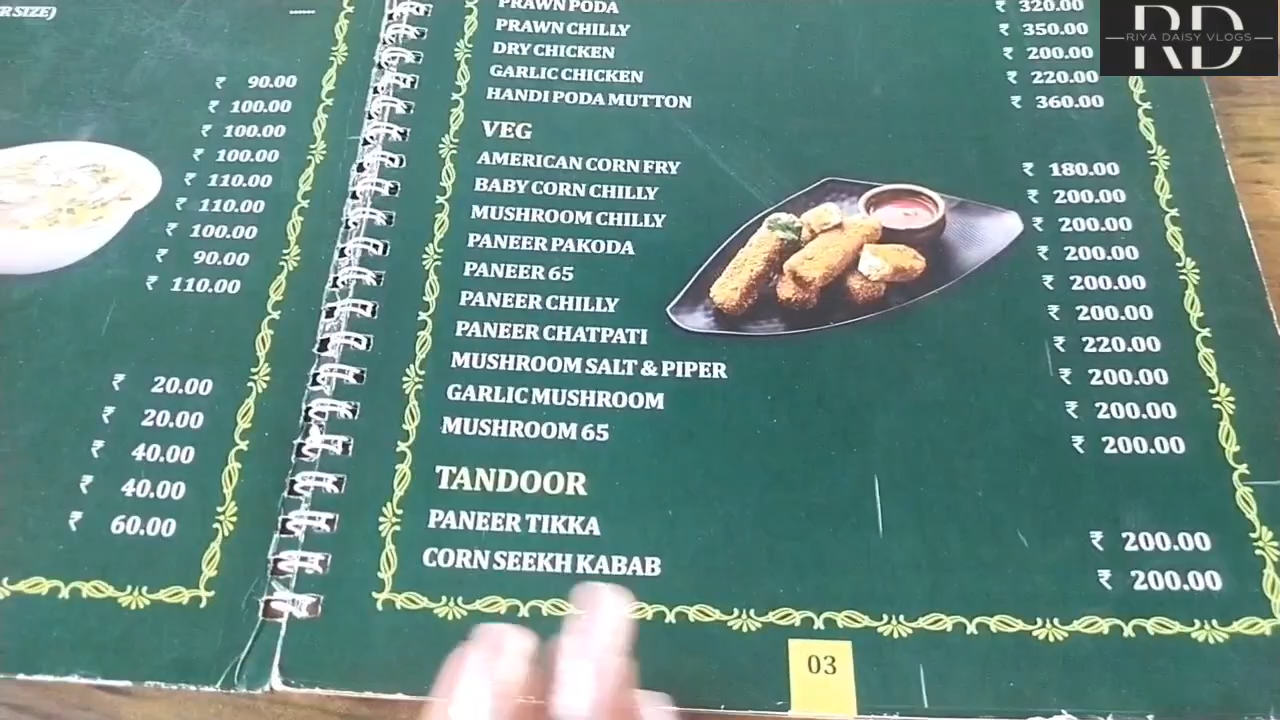 R SIZE)
₹ 90.00
₹ 100.00
₹ 100.00
₹ 100.00
₹ 110.00
₹ 110.00
₹ 100.00
₹ 90.00
₹ 110.00
₹ 20.00
₹ 20.00
₹ 40.00
₹ 40.00
₹ 60.00
PRAWN PODA ₹ 320.00
PRAWN CHILLY ₹ 350.00
DRY CHICKEN ₹ 200.00
GARLIC CHICKEN ₹ 220.00
HANDI PODA MUTTON ₹ 360.00
VEG
AMERICAN CORN FRY ₹ 180.00
BABY CORN CHILLY ₹ 200.00
MUSHROOM CHILLY ₹ 200.00
PANEER PAKODA ₹ 200.00
PANEER 65 ₹ 200.00
PANEER CHILLY ₹ 200.00
PANEER CHATPATI ₹ 220.00
MUSHROOM SALT & PIPER ₹ 200.00
GARLIC MUSHROOM ₹ 200.00
MUSHROOM 65 ₹ 200.00
TANDOOR
PANEER TIKKA ₹ 200.00
CORN SEEKH KABAB ₹ 200.00
03
RD
RIYA DAISY VLOGS